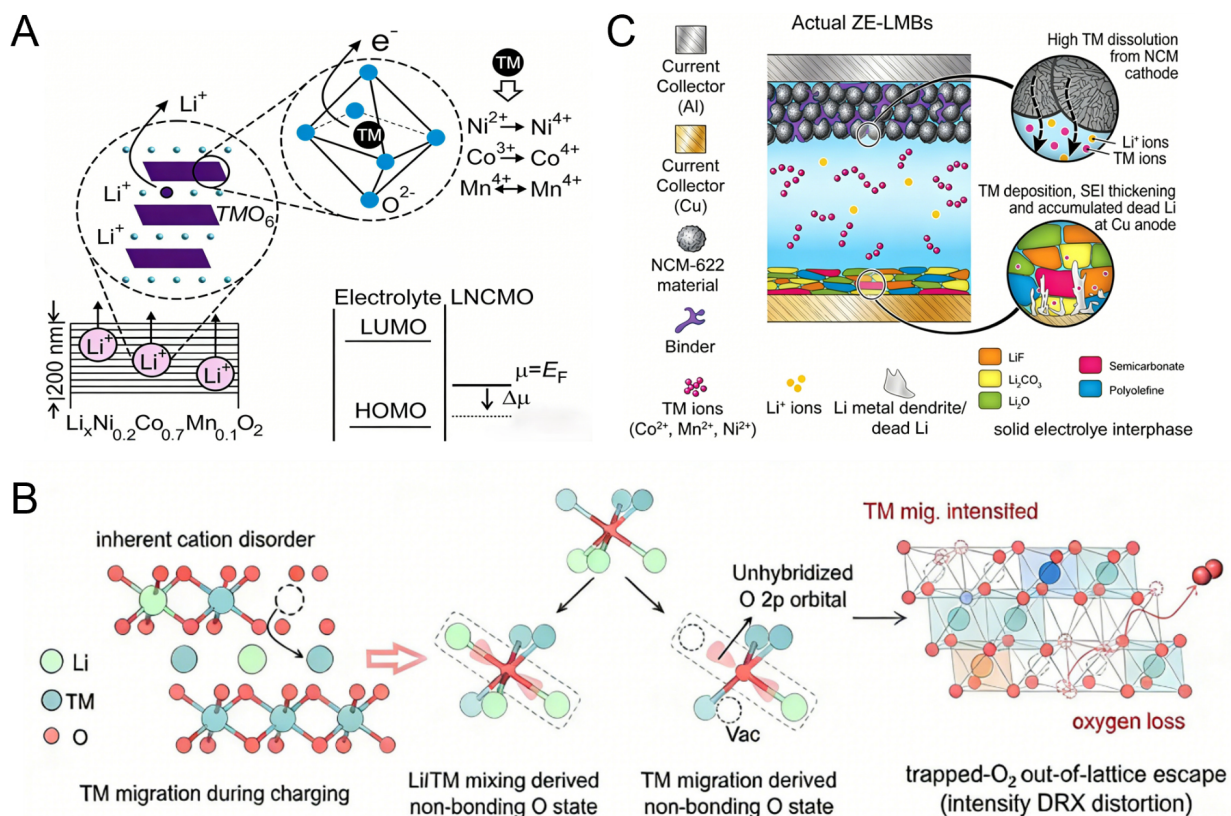 A
e⁻
Li⁺
TM
Ni²⁺→Ni⁴⁺
Co³⁺→Co⁴⁺
Mn⁴⁺↔Mn⁴⁺
TM
O²⁻
Li⁺
TMO₆
Li⁺
200 nm
Li⁺
Li⁺
Li⁺
LiₓNi₀.₂Co₀.₇Mn₀.₁O₂
Electrolyte LNCMO
LUMO
μ=E_F
Δμ
HOMO
C
Actual ZE-LMBs
Current
Collector
(Al)
Current
Collector
(Cu)
NCM-622
material
Binder
TM ions
(Co²⁺, Mn²⁺, Ni²⁺)
Li⁺ ions
Li metal dendrite/
dead Li
High TM dissolution
from NCM
cathode
Li⁺ ions
TM ions
TM deposition, SEI thickening
and accumulated dead Li
at Cu anode
LiF
Li₂CO₃
Li₂O
Semicarbonate
Polyolefine
solid electrolye interphase
B
inherent cation disorder
Li
TM
O
TM migration during charging
Unhybridized
O 2p orbital
Vac
Li/TM mixing derived
non-bonding O state
TM migration derived
non-bonding O state
TM mig. intensited
oxygen loss
trapped-O₂ out-of-lattice escape
(intensity DRX distortion)